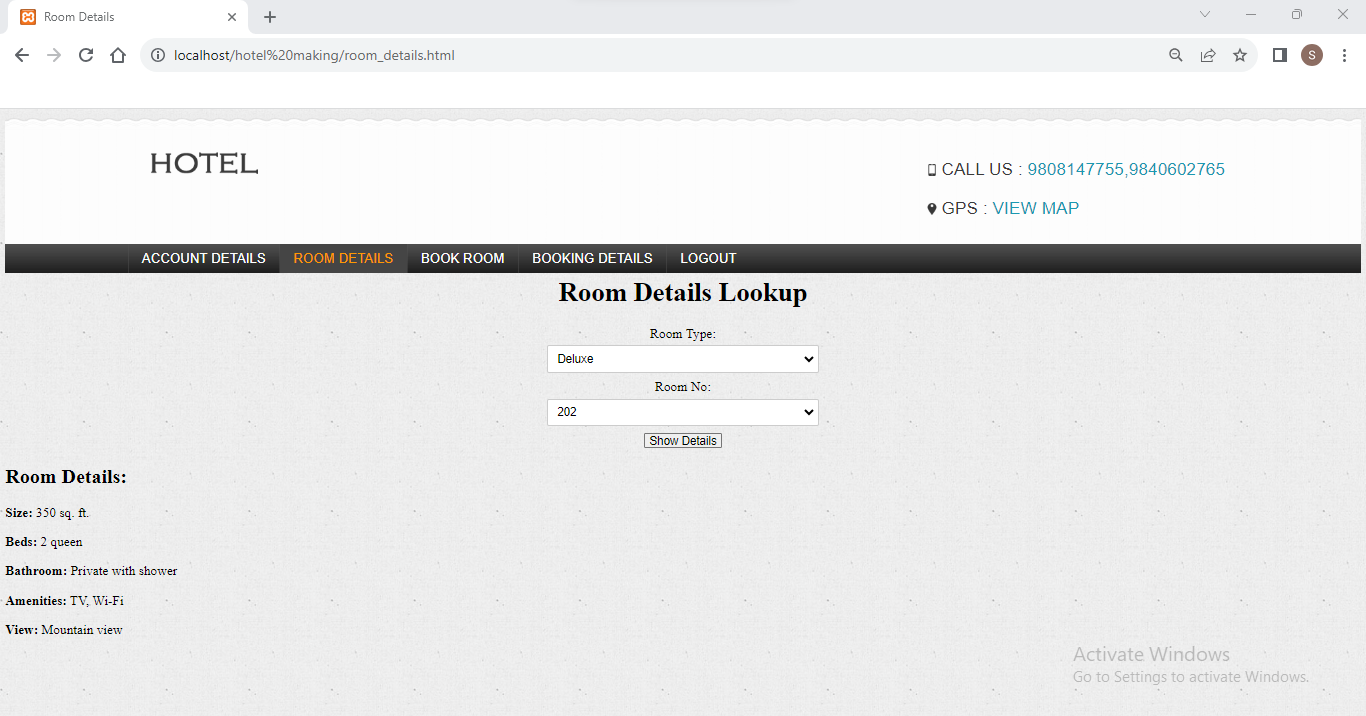 Room Details
localhost/hotel%20making/room_details.html
S
HOTEL
CALL US : 9808147755,9840602765
GPS : VIEW MAP
ACCOUNT DETAILS ROOM DETAILS BOOK ROOM BOOKING DETAILS LOGOUT
Room Details Lookup
Room Type:
Deluxe
Room No:
202
Show Details
Room Details:
Size: 350 sq. ft.
Beds: 2 queen
Bathroom: Private with shower
Amenities: TV, Wi-Fi
View: Mountain view
Activate Windows
Go to Settings to activate Windows.